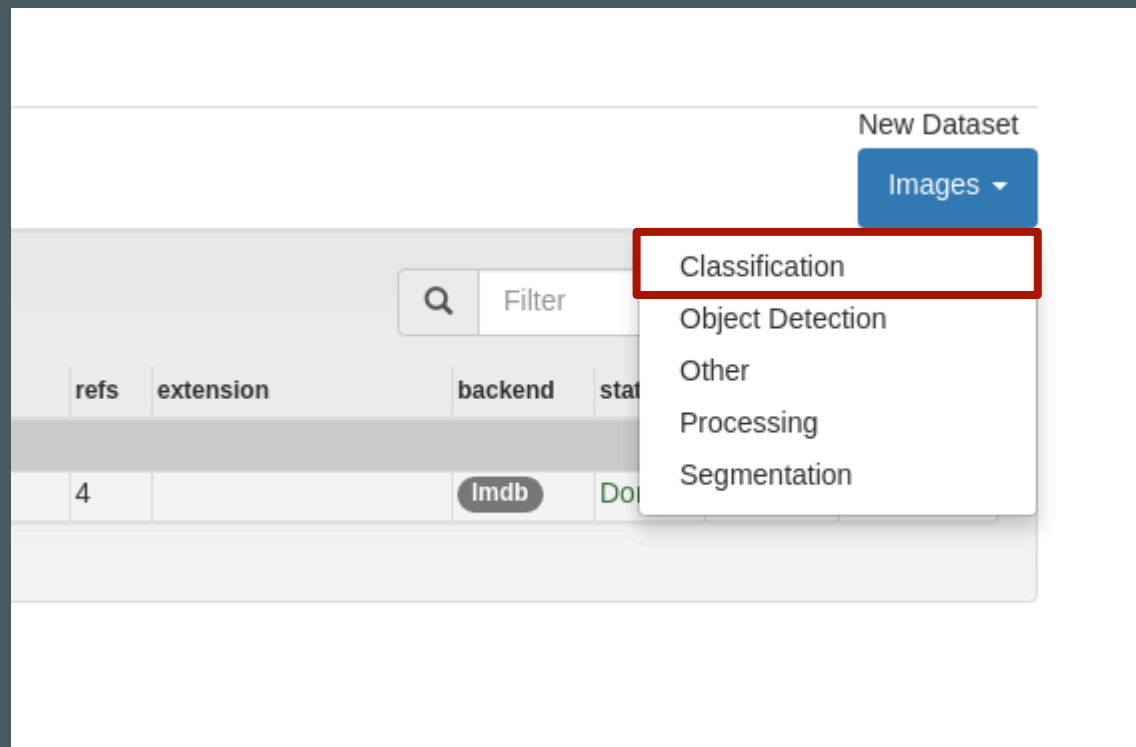 New Dataset
Images
Classification
Filter
Object Detection
Other
refs extension backend
Processing
Segmentation
4 lmdb